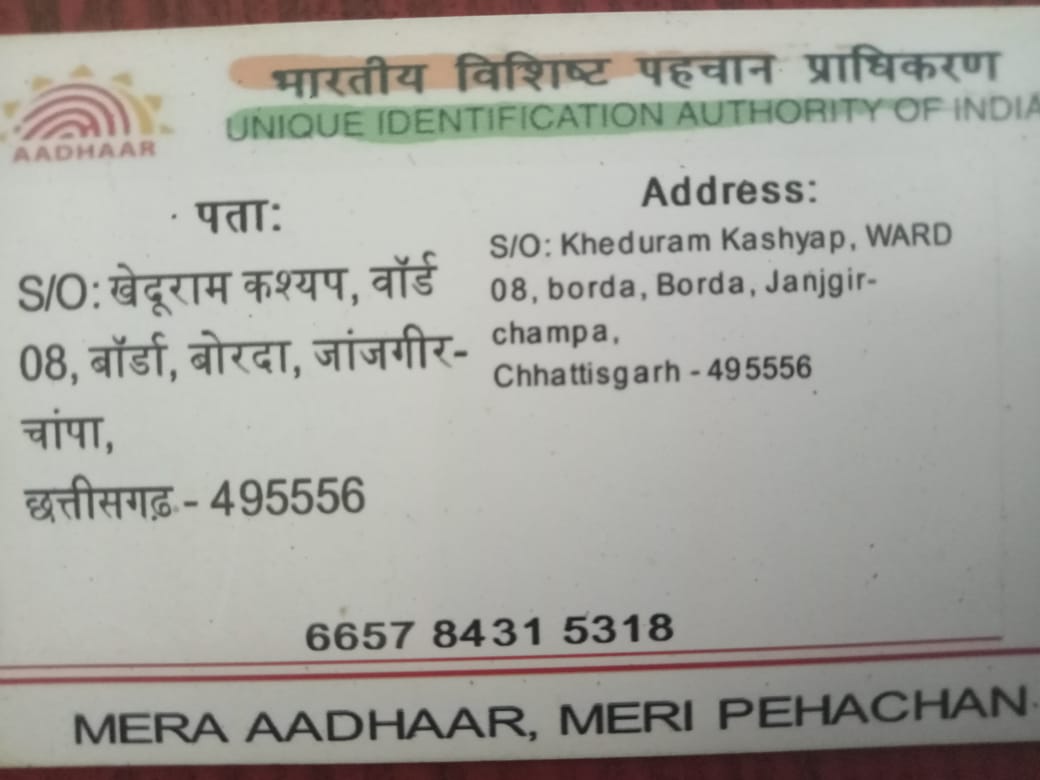 भारतीय विशिष्ट पहचान प्राधिकरण
UNIQUE IDENTIFICATION AUTHORITY OF INDIA
AADHAAR
पता:
S/O: खेदूराम कश्यप, वॉर्ड
08, बॉर्डा, बोरदा, जांजगीर-
चांपा,
छत्तीसगढ़ - 495556
Address:
S/O: Kheduram Kashyap, WARD
08, borda, Borda, Janjgir-
champa,
Chhattisgarh - 495556
6657 8431 5318
MERA AADHAAR, MERI PEHACHAN